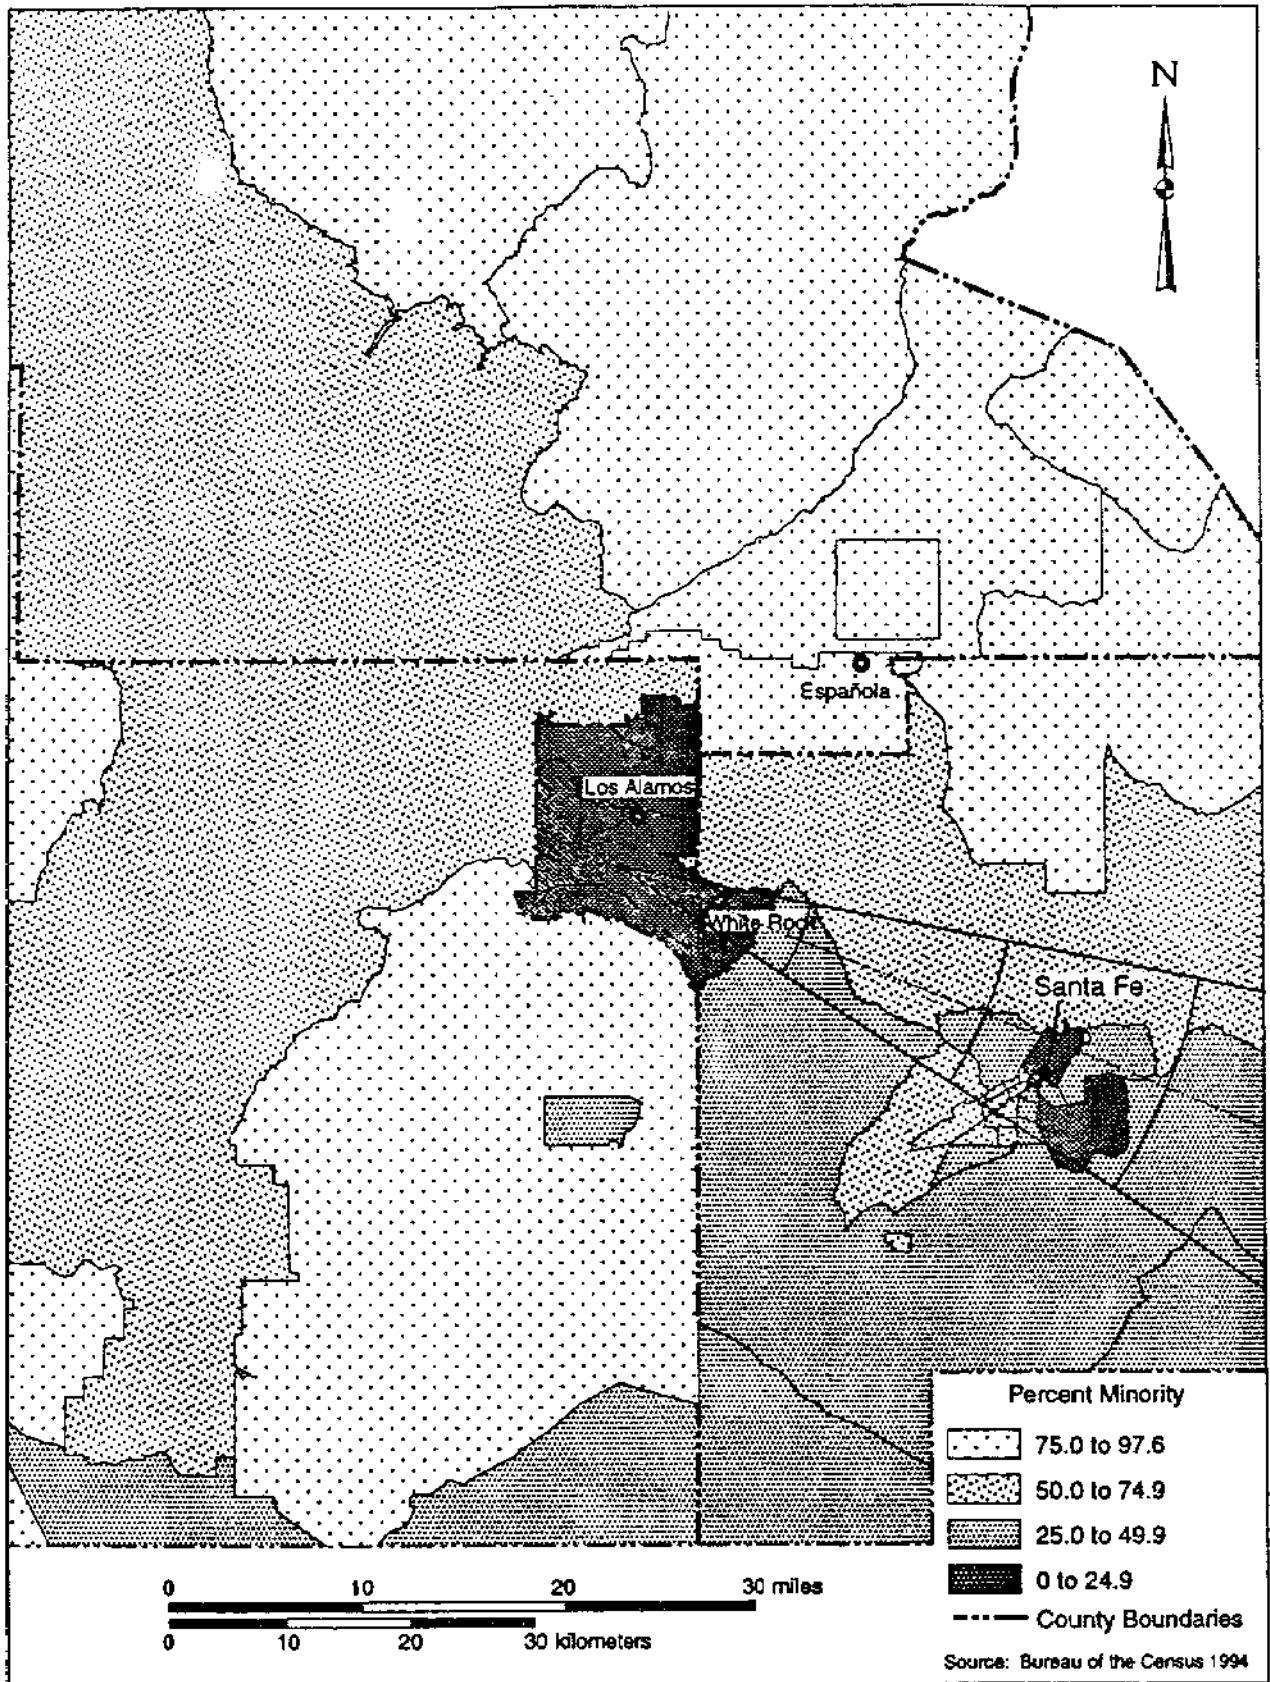 N
Española
Los Alamos
White Rock
Santa Fe
Percent Minority
75.0 to 97.6
50.0 to 74.9
25.0 to 49.9
0 to 24.9
County Boundaries
0 10 20 30 miles
0 10 20 30 kilometers
Source: Bureau of the Census 1994